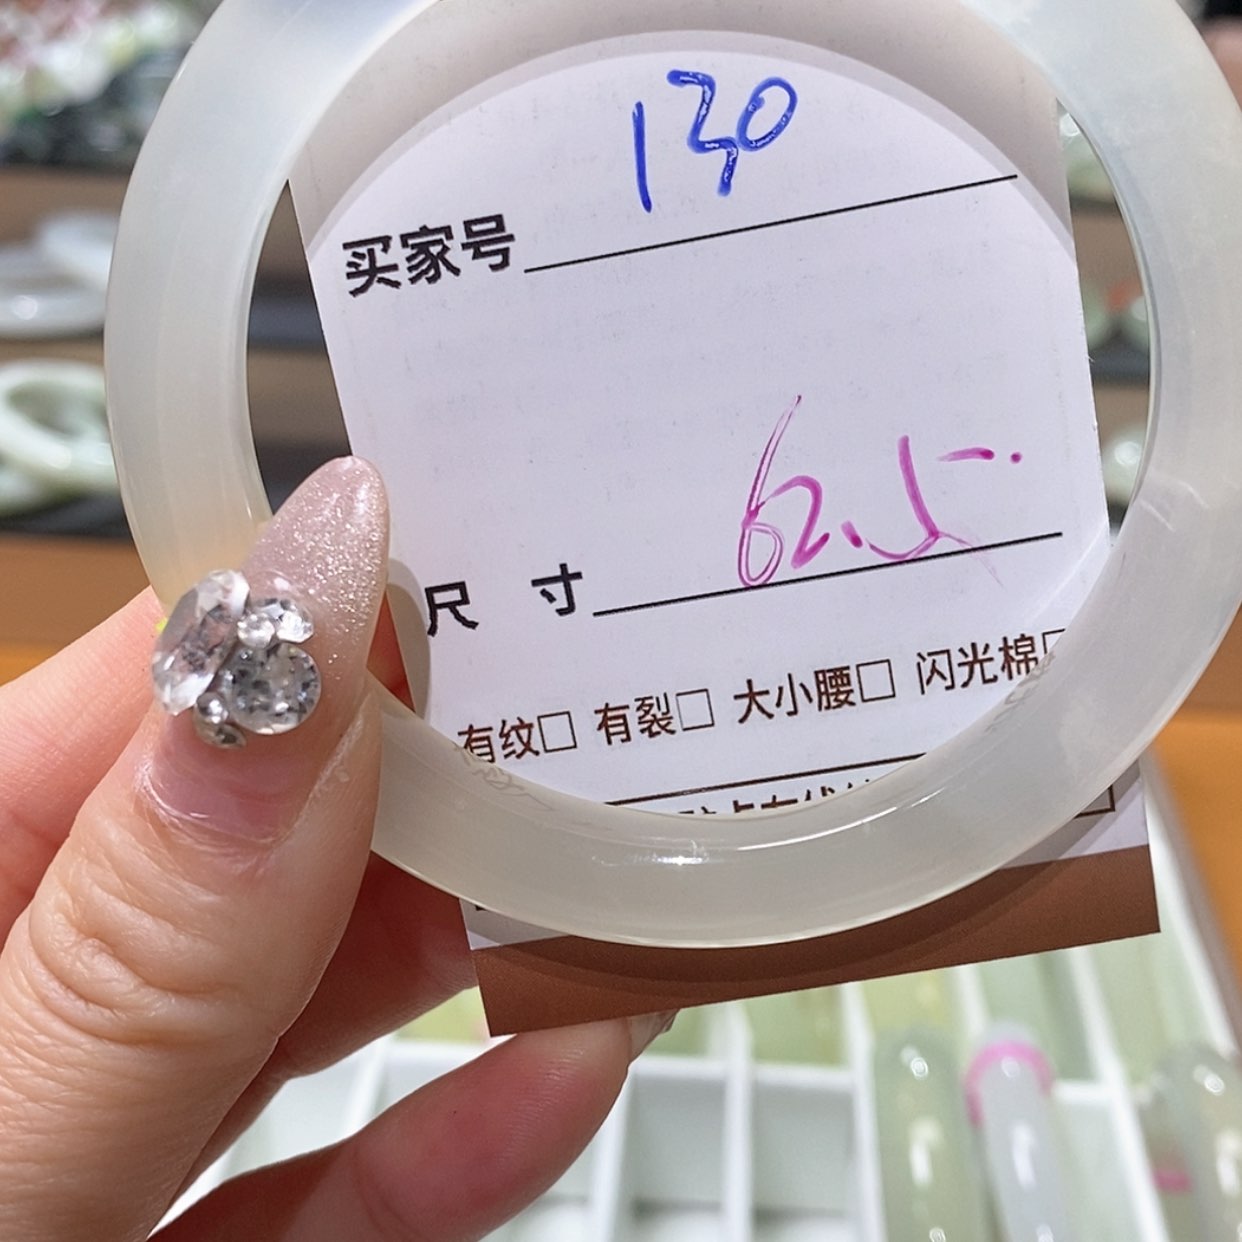 买家号 130
尺 寸 62.5
有纹□ 有裂□ 大小腰□ 闪光棉□